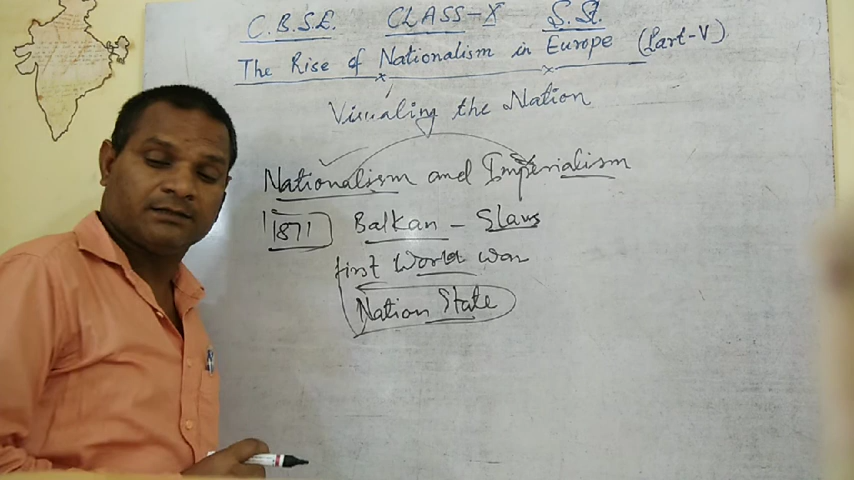 C.B.S.E. CLASS-X S.St.
The Rise of Nationalism in Europe (Part-V)
Visualing the Nation
Nationalism and Imperialism
1871 Balkan - Slaws
first World war
Nation State